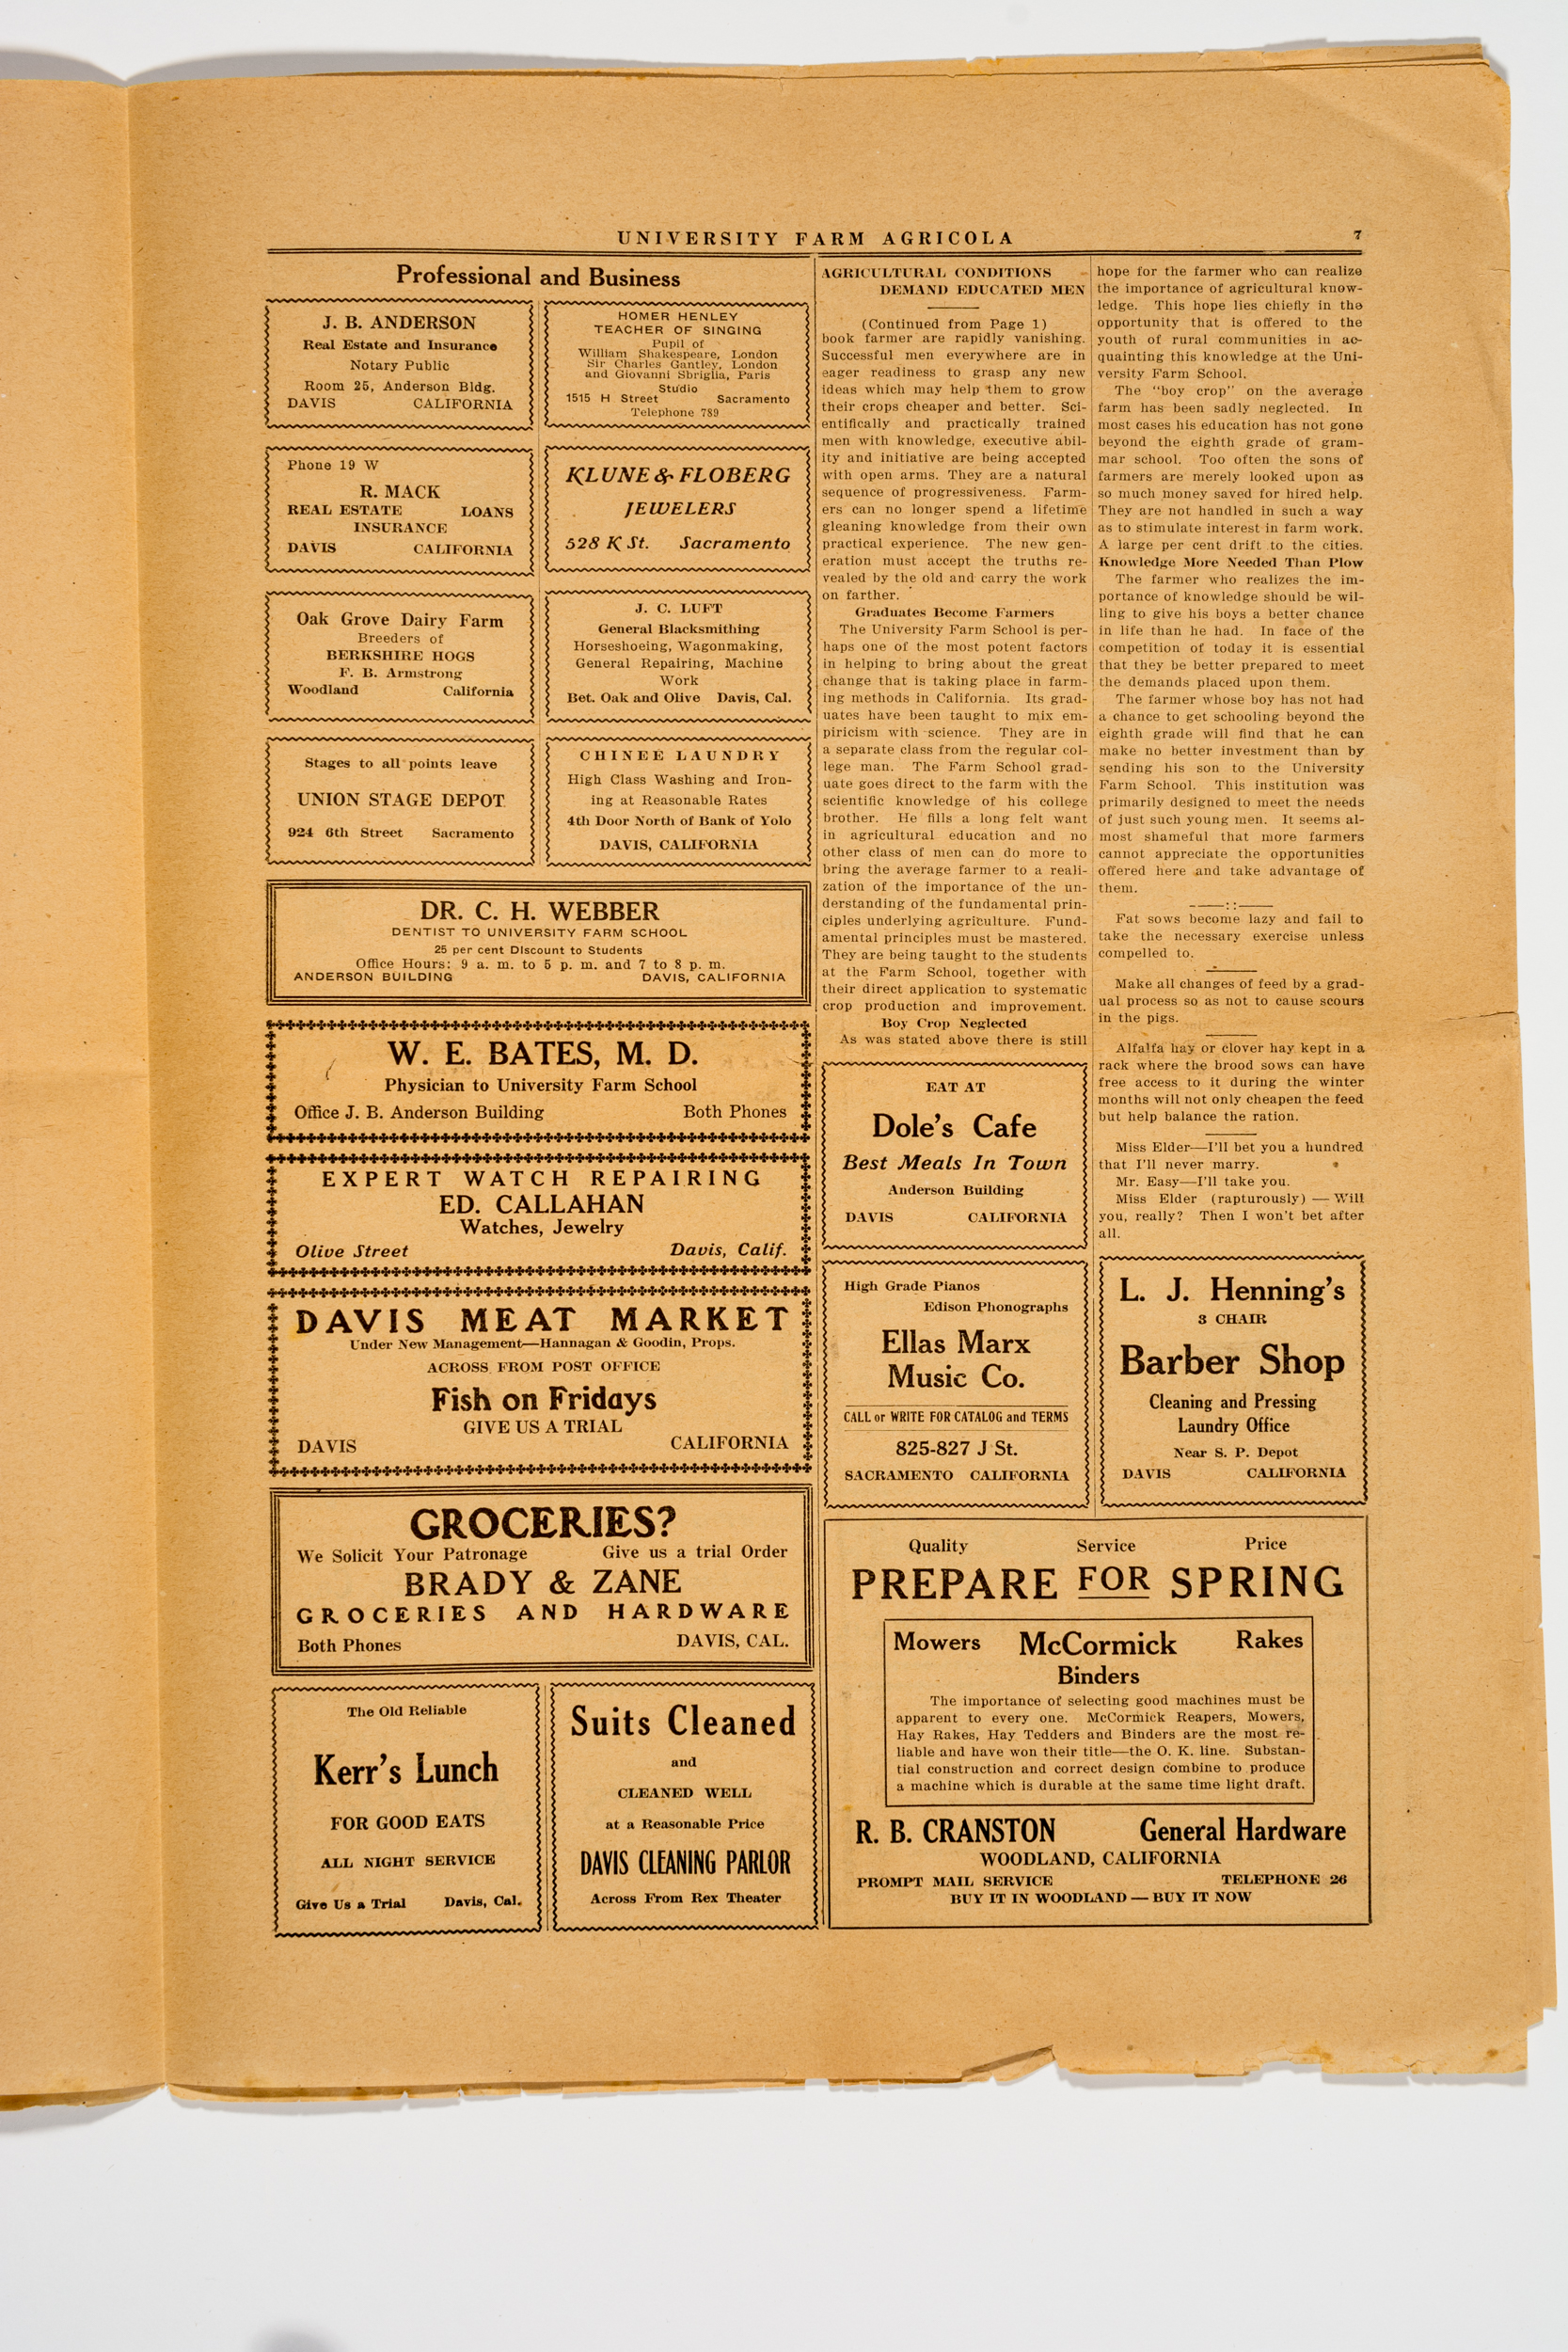 UNIVERSITY FARM AGRICOLA
7
Professional and Business
J. B. ANDERSON
Real Estate and Insurance
Notary Public
Room 25, Anderson Bldg.
DAVIS CALIFORNIA
HOMER HENLEY
TEACHER OF SINGING
Pupil of
William Shakespeare, London
Sir Charles Gantley, London
and Giovanni Sbriglia, Paris
Studio
1515 H Street Sacramento
Telephone 789
Phone 19 W
R. MACK
REAL ESTATE LOANS
INSURANCE
DAVIS CALIFORNIA
KLUNE & FLOBERG
JEWELERS
528 K St. Sacramento
Oak Grove Dairy Farm
Breeders of
BERKSHIRE HOGS
F. B. Armstrong
Woodland California
J. C. LUFT
General Blacksmithing
Horseshoeing, Wagonmaking,
General Repairing, Machine
Work
Bet. Oak and Olive Davis, Cal.
Stages to all points leave
UNION STAGE DEPOT
924 6th Street Sacramento
CHINEE LAUNDRY
High Class Washing and Iron-
ing at Reasonable Rates
4th Door North of Bank of Yolo
DAVIS, CALIFORNIA
DR. C. H. WEBBER
DENTIST TO UNIVERSITY FARM SCHOOL
25 per cent Discount to Students
Office Hours: 9 a. m. to 5 p. m. and 7 to 8 p. m.
ANDERSON BUILDING DAVIS, CALIFORNIA
W. E. BATES, M. D.
Physician to University Farm School
Office J. B. Anderson Building Both Phones
EXPERT WATCH REPAIRING
ED. CALLAHAN
Watches, Jewelry
Olive Street Davis, Calif.
DAVIS MEAT MARKET
Under New Management—Hannagan & Goodin, Props.
ACROSS FROM POST OFFICE
Fish on Fridays
GIVE US A TRIAL
DAVIS CALIFORNIA
GROCERIES?
We Solicit Your Patronage Give us a trial Order
BRADY & ZANE
GROCERIES AND HARDWARE
Both Phones DAVIS, CAL.
The Old Reliable
Kerr's Lunch
FOR GOOD EATS
ALL NIGHT SERVICE
Give Us a Trial Davis, Cal.
Suits Cleaned
and
CLEANED WELL
at a Reasonable Price
DAVIS CLEANING PARLOR
Across From Rex Theater
AGRICULTURAL CONDITIONS
DEMAND EDUCATED MEN
(Continued from Page 1)
book farmer are rapidly vanishing.
Successful men everywhere are in
eager readiness to grasp any new
ideas which may help them to grow
their crops cheaper and better. Sci-
entifically and practically trained
men with knowledge, executive abil-
ity and initiative are being accepted
with open arms. They are a natural
sequence of progressiveness. Farm-
ers can no longer spend a lifetime
gleaning knowledge from their own
practical experience. The new gen-
eration must accept the truths re-
vealed by the old and carry the work
on farther.
Graduates Become Farmers
The University Farm School is per-
haps one of the most potent factors
in helping to bring about the great
change that is taking place in farm-
ing methods in California. Its grad-
uates have been taught to mix em-
piricism with science. They are in
a separate class from the regular col-
lege man. The Farm School grad-
uate goes direct to the farm with the
scientific knowledge of his college
brother. He fills a long felt want
in agricultural education and no
other class of men can do more to
bring the average farmer to a reali-
zation of the importance of the un-
derstanding of the fundamental prin-
ciples underlying agriculture. Fund-
amental principles must be mastered.
They are being taught to the students
at the Farm School, together with
their direct application to systematic
crop production and improvement.
Boy Crop Neglected
As was stated above there is still
EAT AT
Dole's Cafe
Best Meals In Town
Anderson Building
DAVIS CALIFORNIA
High Grade Pianos
Edison Phonographs
Ellas Marx
Music Co.
CALL or WRITE FOR CATALOG and TERMS
825-827 J St.
SACRAMENTO CALIFORNIA
hope for the farmer who can realize
the importance of agricultural know-
ledge. This hope lies chiefly in the
opportunity that is offered to the
youth of rural communities in ac-
quainting this knowledge at the Uni-
versity Farm School.
The "boy crop" on the average
farm has been sadly neglected. In
most cases his education has not gone
beyond the eighth grade of gram-
mar school. Too often the sons of
farmers are merely looked upon as
so much money saved for hired help.
They are not handled in such a way
as to stimulate interest in farm work.
A large per cent drift to the cities.
Knowledge More Needed Than Plow
The farmer who realizes the im-
portance of knowledge should be wil-
ling to give his boys a better chance
in life than he had. In face of the
competition of today it is essential
that they be better prepared to meet
the demands placed upon them.
The farmer whose boy has not had
a chance to get schooling beyond the
eighth grade will find that he can
make no better investment than by
sending his son to the University
Farm School. This institution was
primarily designed to meet the needs
of just such young men. It seems al-
most shameful that more farmers
cannot appreciate the opportunities
offered here and take advantage of
them.
——::——
Fat sows become lazy and fail to
take the necessary exercise unless
compelled to.
Make all changes of feed by a grad-
ual process so as not to cause scours
in the pigs.
Alfalfa hay or clover hay kept in a
rack where the brood sows can have
free access to it during the winter
months will not only cheapen the feed
but help balance the ration.
Miss Elder—I'll bet you a hundred
that I'll never marry.
Mr. Easy—I'll take you.
Miss Elder (rapturously) — Will
you, really? Then I won't bet after
all.
L. J. Henning's
3 CHAIR
Barber Shop
Cleaning and Pressing
Laundry Office
Near S. P. Depot
DAVIS CALIFORNIA
Quality Service Price
PREPARE FOR SPRING
Mowers McCormick Rakes
Binders
The importance of selecting good machines must be
apparent to every one. McCormick Reapers, Mowers,
Hay Rakes, Hay Tedders and Binders are the most re-
liable and have won their title—the O. K. line. Substan-
tial construction and correct design combine to produce
a machine which is durable at the same time light draft.
R. B. CRANSTON General Hardware
WOODLAND, CALIFORNIA
PROMPT MAIL SERVICE TELEPHONE 26
BUY IT IN WOODLAND — BUY IT NOW